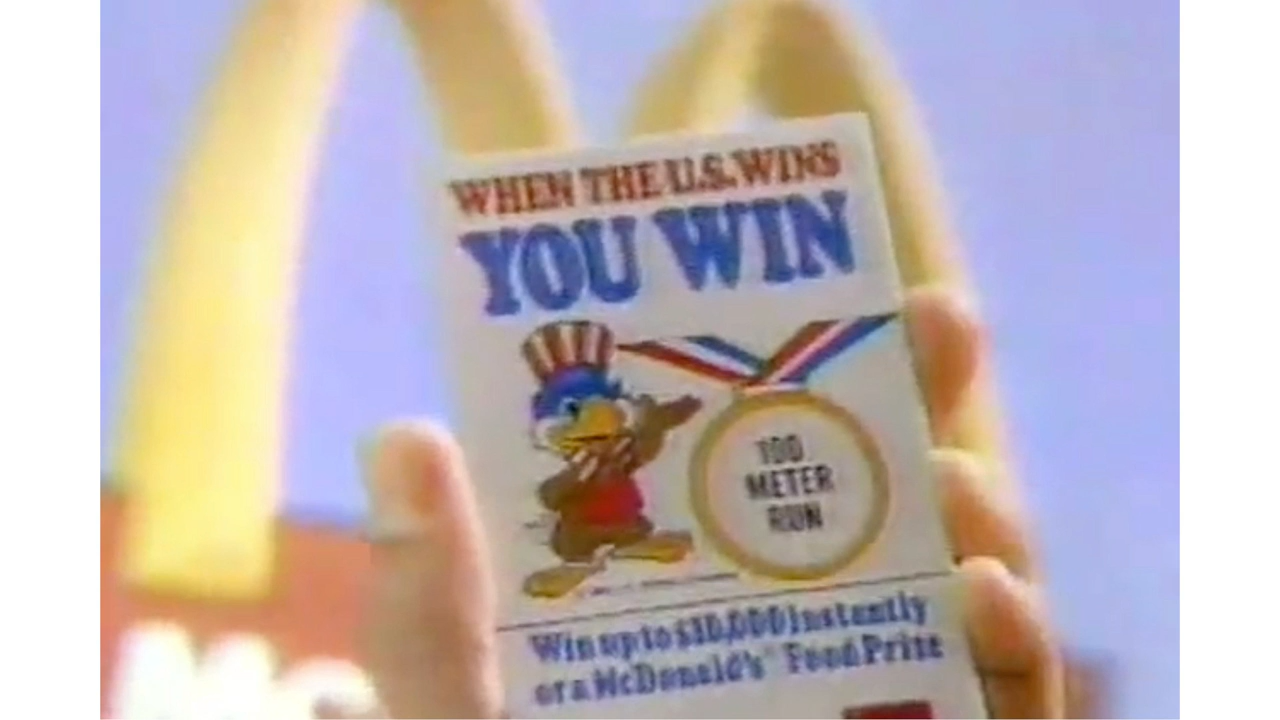 WHEN THE U.S. WINS
YOU WIN
100
METER
RUN
Win up to $10,000 Instantly
or a McDonald's® Food Prize